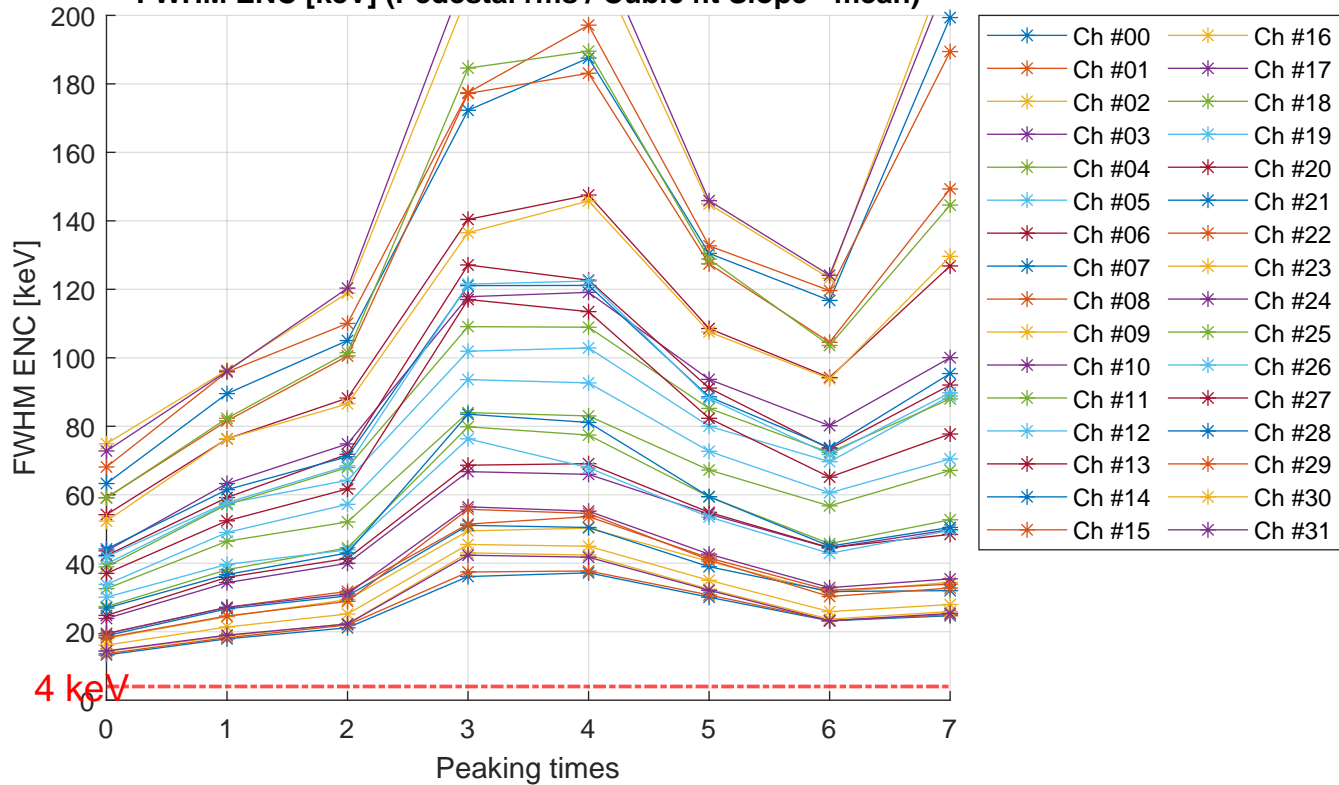 FWHM ENC [keV] (Pedestal rms / Cubic fit Slope - mean)
200
180
160
140
120
100
80
60
40
20
0
4 keV
FWHM ENC [keV]
0 1 2 3 4 5 6 7
Peaking times
Ch #00 Ch #16
Ch #01 Ch #17
Ch #02 Ch #18
Ch #03 Ch #19
Ch #04 Ch #20
Ch #05 Ch #21
Ch #06 Ch #22
Ch #07 Ch #23
Ch #08 Ch #24
Ch #09 Ch #25
Ch #10 Ch #26
Ch #11 Ch #27
Ch #12 Ch #28
Ch #13 Ch #29
Ch #14 Ch #30
Ch #15 Ch #31